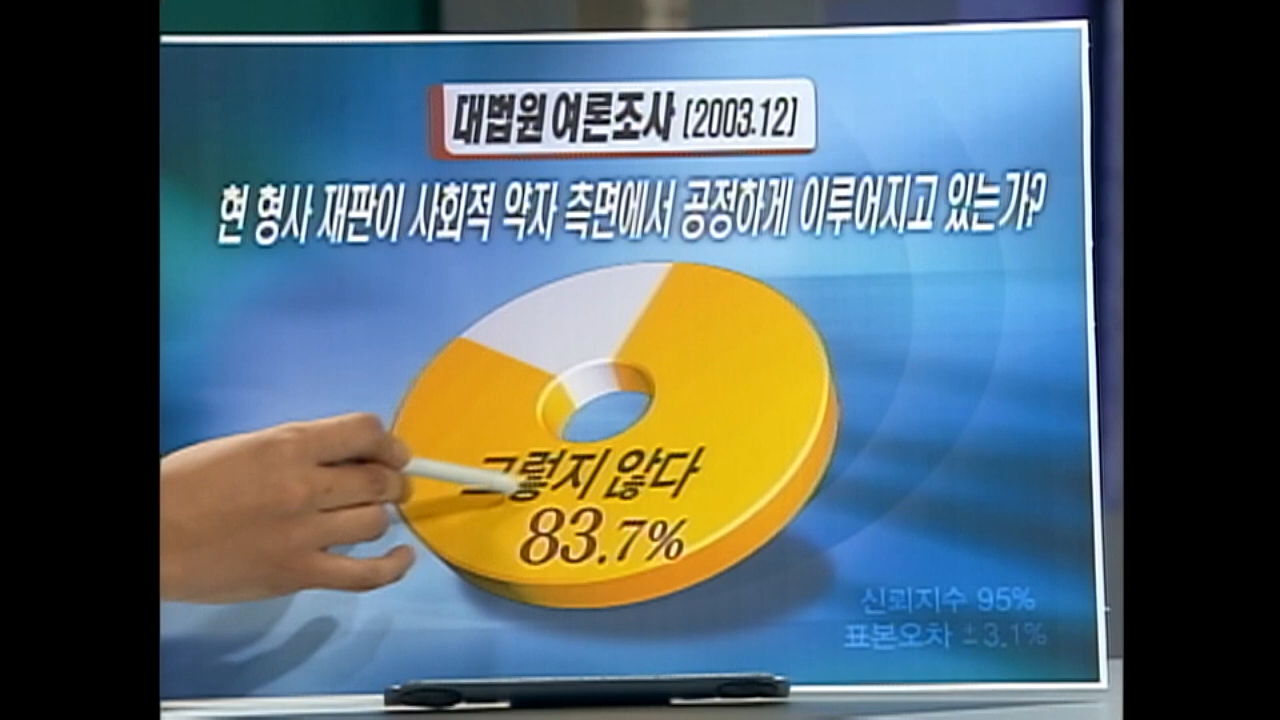 대법원 여론조사 [2003.12]
현 형사 재판이 사회적 약자 측면에서 공정하게 이루어지고 있는가?
그렇지 않다
83.7%
신뢰지수 95%
표본오차 ±3.1%